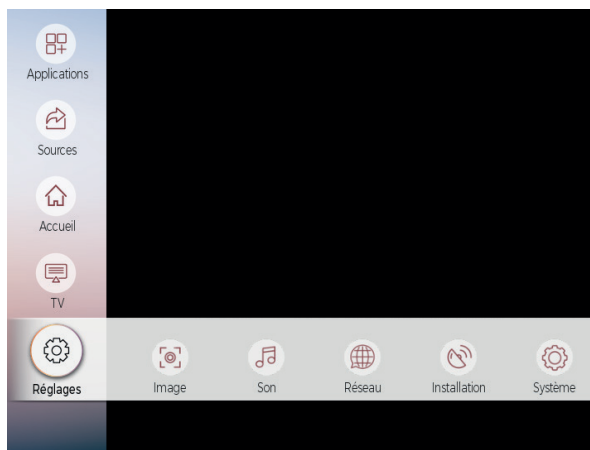 Applications
Sources
Accueil
TV
Réglages
Image
Son
Réseau
Installation
Système